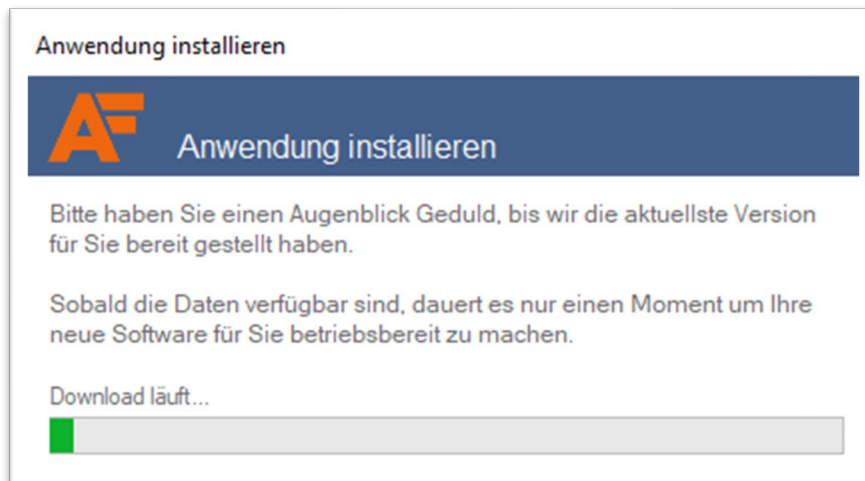 Anwendung installieren
AF
Anwendung installieren
Bitte haben Sie einen Augenblick Geduld, bis wir die aktuellste Version
für Sie bereit gestellt haben.
Sobald die Daten verfügbar sind, dauert es nur einen Moment um Ihre
neue Software für Sie betriebsbereit zu machen.
Download läuft...